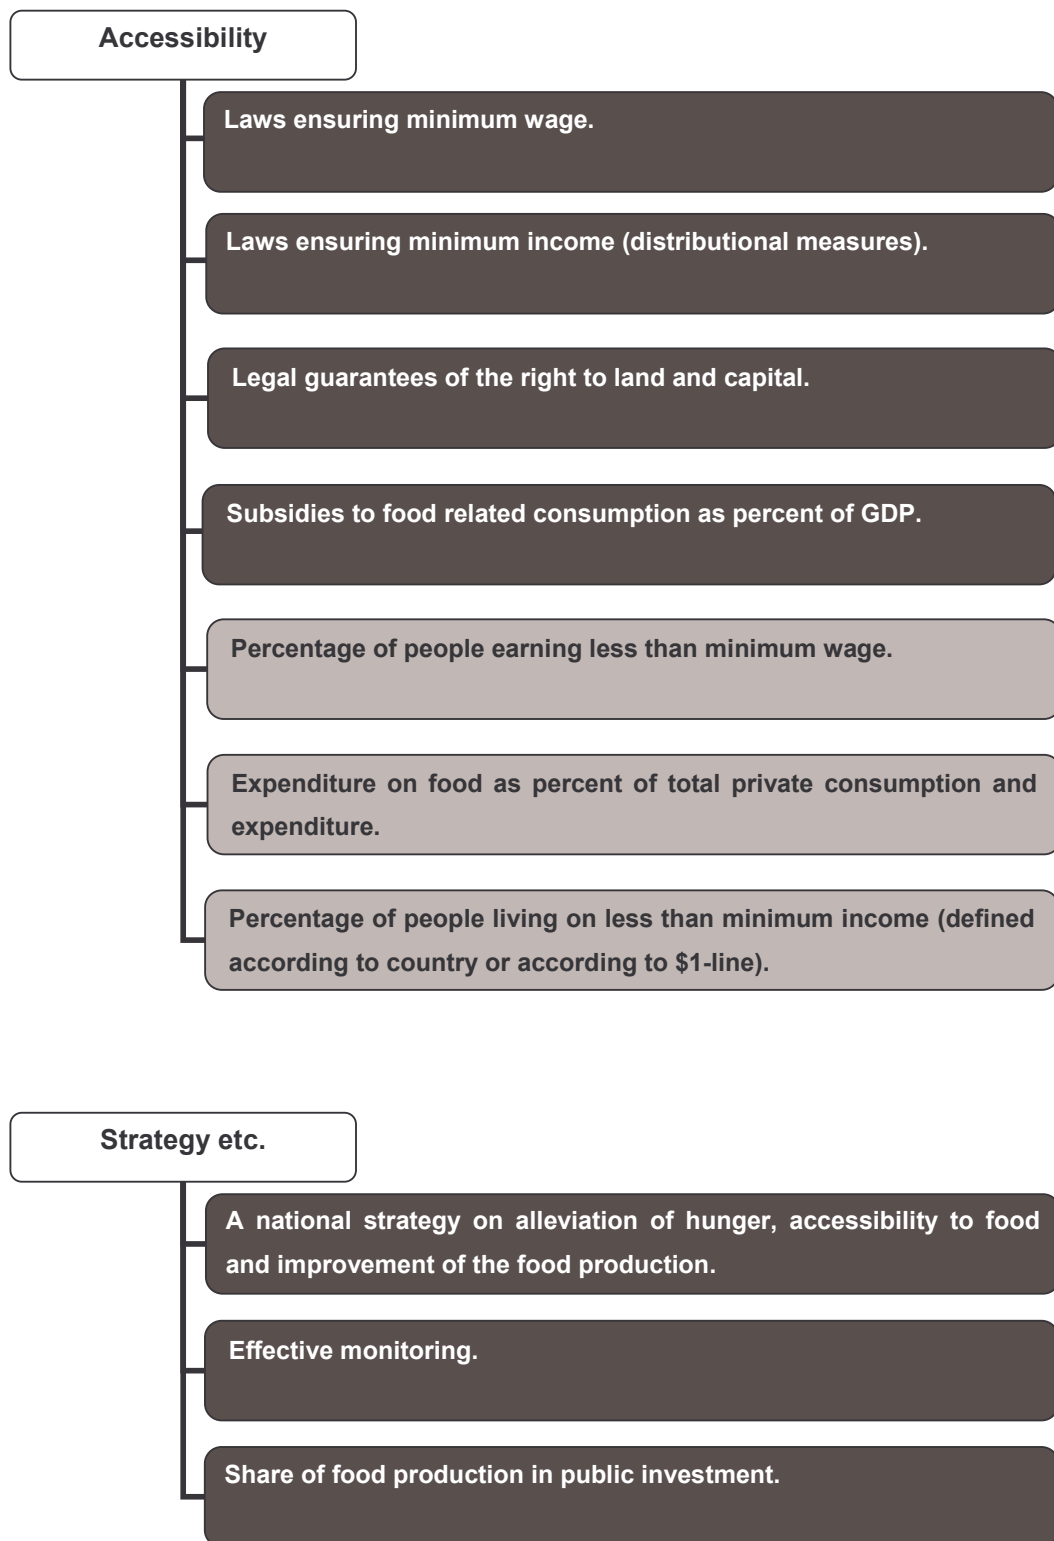 Accessibility
Laws ensuring minimum wage.
Laws ensuring minimum income (distributional measures).
Legal guarantees of the right to land and capital.
Subsidies to food related consumption as percent of GDP.
Percentage of people earning less than minimum wage.
Expenditure on food as percent of total private consumption and
expenditure.
Percentage of people living on less than minimum income (defined
according to country or according to $1-line).
Strategy etc.
A national strategy on alleviation of hunger, accessibility to food
and improvement of the food production.
Effective monitoring.
Share of food production in public investment.